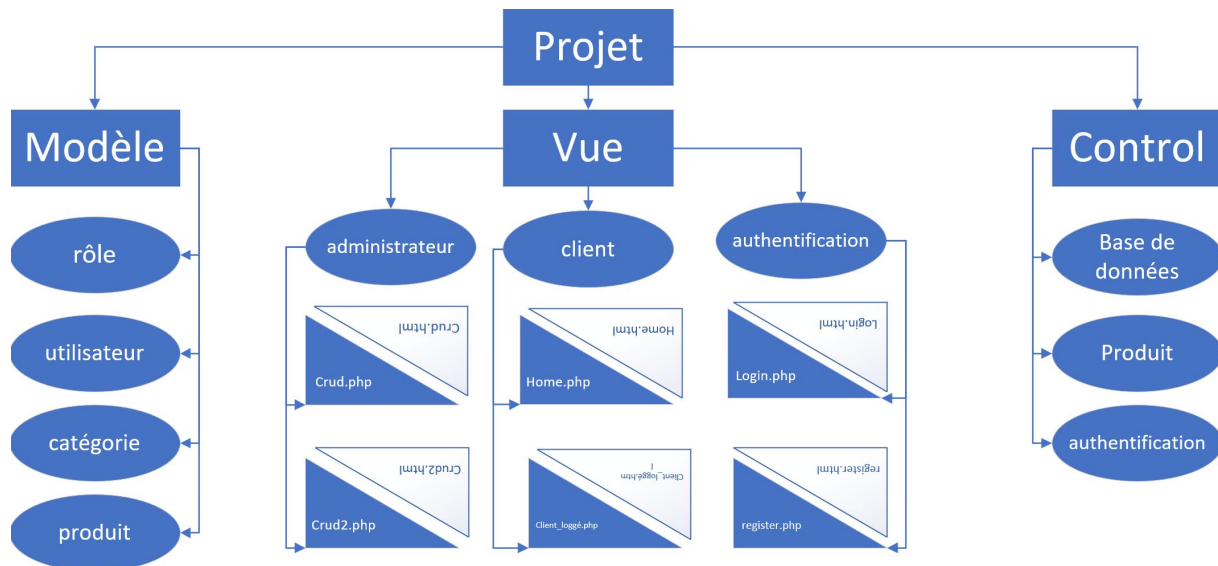 Projet
Modèle
Vue
Control
rôle
utilisateur
catégorie
produit
administrateur
Crud.html
Crud.php
Crud2.html
Crud2.php
client
Home.html
Home.php
Client_loggé.htm
l
Client_loggé.php
authentification
Login.html
Login.php
register.html
register.php
Base de
données
Produit
authentification